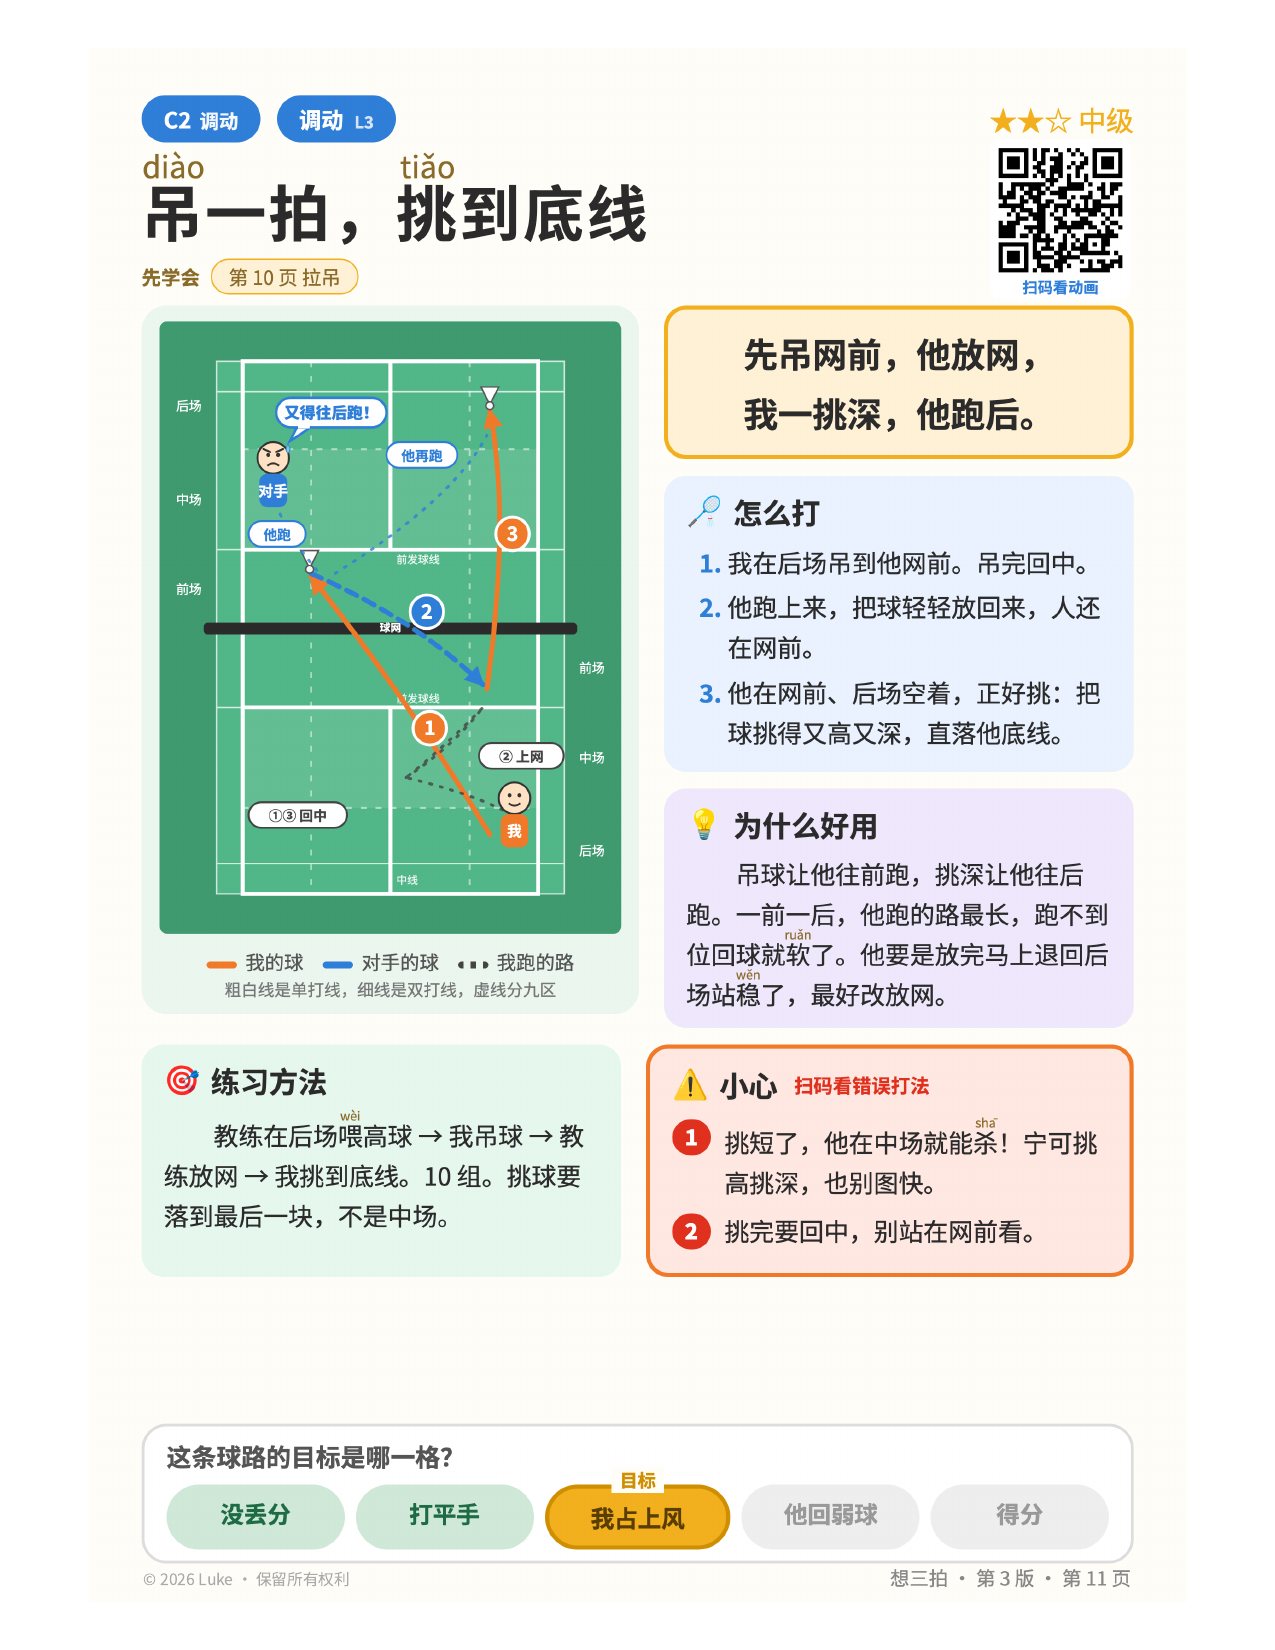 C2 调动
调动 L3
★★☆ 中级
diào tiǎo
吊一拍，挑到底线
先学会 第 10 页 拉吊
扫码看动画
后场
又得往后跑！
他再跑
对手
中场
他跑
3
前发球线
前场
2
球网
前场
前发球线
1
② 上网
中场
①③ 回中
我
后场
中线
我的球 对手的球 我跑的路
粗白线是单打线，细线是双打线，虚线分九区
先吊网前，他放网，
我一挑深，他跑后。
怎么打
1. 我在后场吊到他网前。吊完回中。
2. 他跑上来，把球轻轻放回来，人还
在网前。
3. 他在网前、后场空着，正好挑：把
球挑得又高又深，直落他底线。
为什么好用
吊球让他往前跑，挑深让他往后
跑。一前一后，他跑的路最长，跑不到
ruǎn
位回球就软了。他要是放完马上退回后
wěn
场站稳了，最好改放网。
练习方法
wèi
教练在后场喂高球 → 我吊球 → 教
练放网 → 我挑到底线。10 组。挑球要
落到最后一块，不是中场。
小心 扫码看错误打法
shā
1 挑短了，他在中场就能杀！宁可挑
高挑深，也别图快。
2 挑完要回中，别站在网前看。
这条球路的目标是哪一格？
目标
没丢分 打平手 我占上风 他回弱球 得分
© 2026 Luke · 保留所有权利
想三拍 · 第 3 版 · 第 11 页